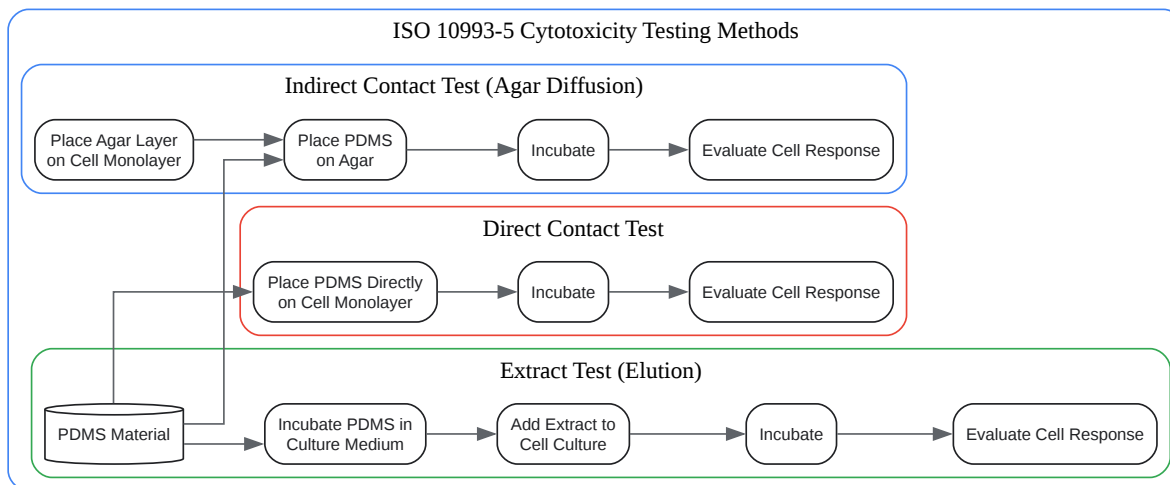 ISO 10993-5 Cytotoxicity Testing Methods
Indirect Contact Test (Agar Diffusion)
Place Agar Layer
on Cell Monolayer
Place PDMS
on Agar
Incubate
Evaluate Cell Response
Direct Contact Test
Place PDMS Directly
on Cell Monolayer
Incubate
Evaluate Cell Response
Extract Test (Elution)
PDMS Material
Incubate PDMS in
Culture Medium
Add Extract to
Cell Culture
Incubate
Evaluate Cell Response